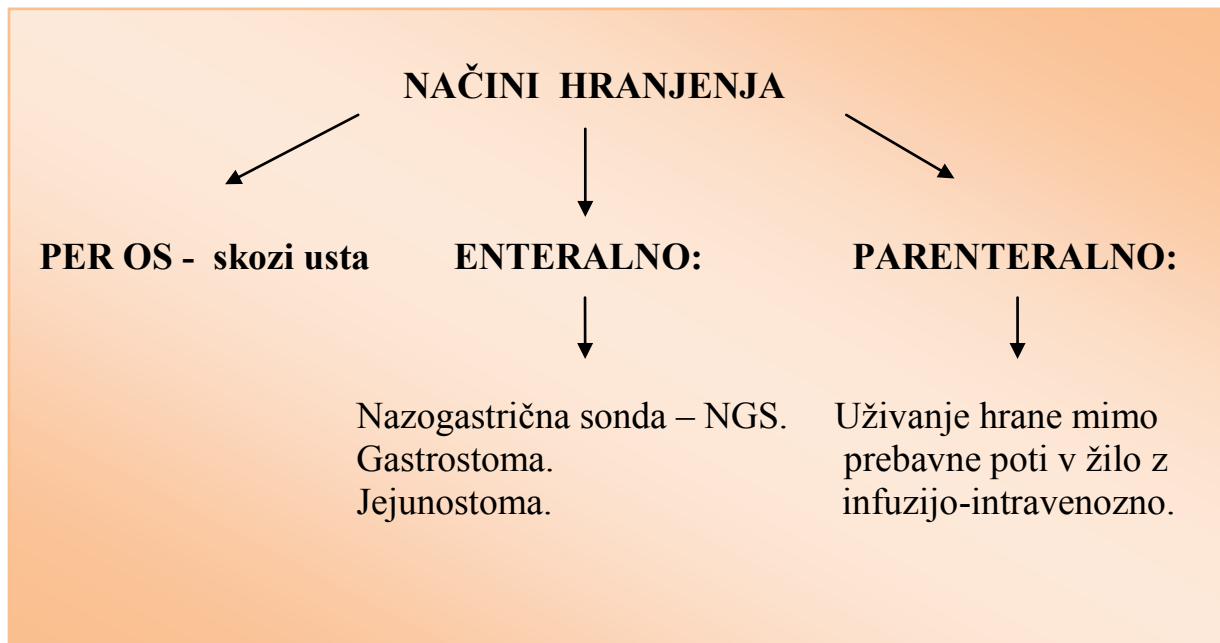 NAČINI HRANJENJA
PER OS - skozi usta
ENTERALNO:
PARENTERALNO:
Nazogastrična sonda – NGS.
Gastrostoma.
Jejunostoma.
Uživanje hrane mimo
prebavne poti v žilo z
infuzijo-intravenozno.